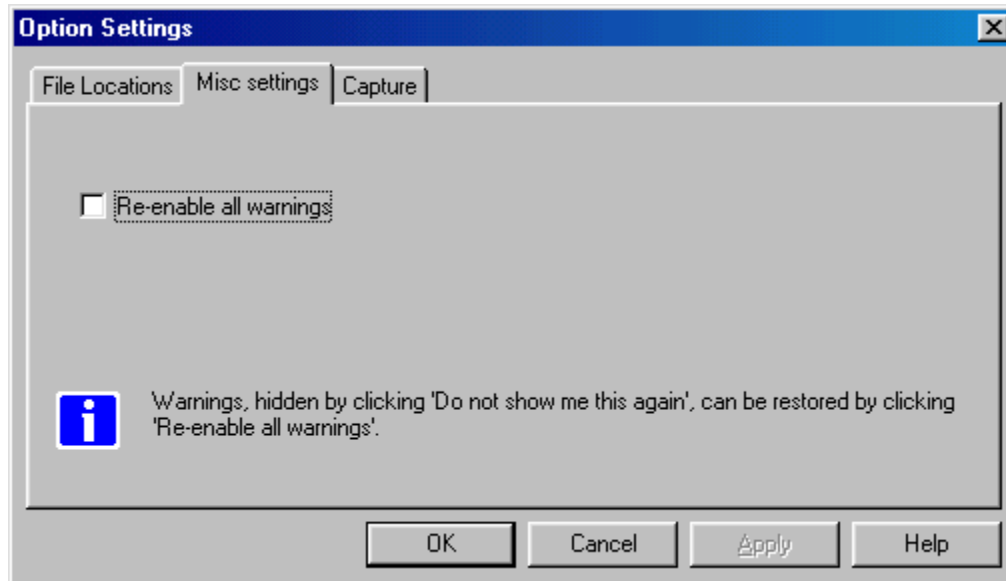 Option Settings
File Locations Misc settings Capture
Re-enable all warnings
Warnings, hidden by clicking 'Do not show me this again', can be restored by clicking
'Re-enable all warnings'.
OK Cancel Apply Help